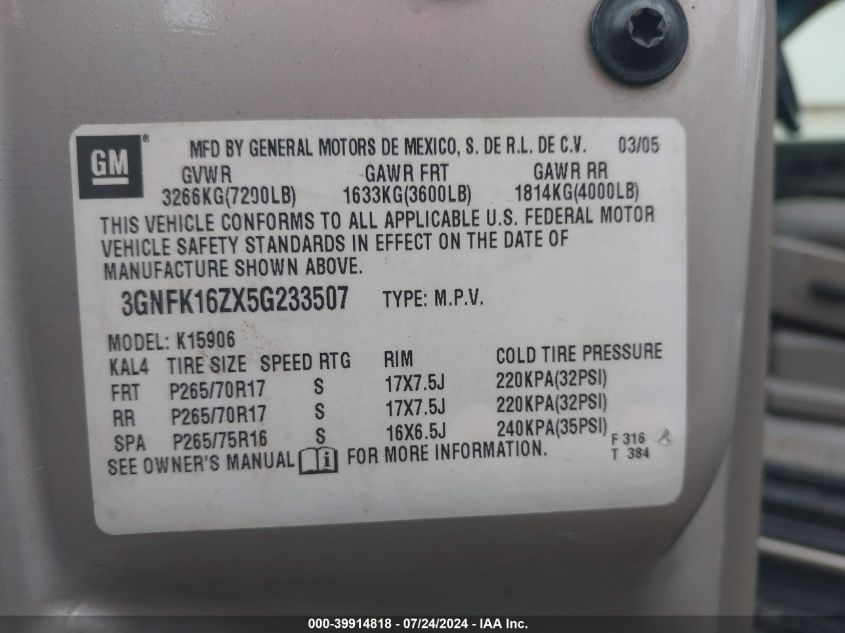 GM ® MFD BY GENERAL MOTORS DE MEXICO, S. DE R.L. DE C.V. 03/05
GVWR GAWR FRT GAWR RR
3266KG(7200LB) 1633KG(3600LB) 1814KG(4000LB)
THIS VEHICLE CONFORMS TO ALL APPLICABLE U.S. FEDERAL MOTOR
VEHICLE SAFETY STANDARDS IN EFFECT ON THE DATE OF
MANUFACTURE SHOWN ABOVE.
3GNFK16ZX5G233507 TYPE: M.P.V.
MODEL: K15906
KAL4 TIRE SIZE SPEED RTG RIM COLD TIRE PRESSURE
FRT P265/70R17 S 17X7.5J 220KPA(32PSI)
RR P265/70R17 S 17X7.5J 220KPA(32PSI)
SPA P265/75R16 S 16X6.5J 240KPA(35PSI)
SEE OWNER'S MANUAL i FOR MORE INFORMATION.
F 316
T 384
000-39914818 - 07/24/2024 - IAA Inc.